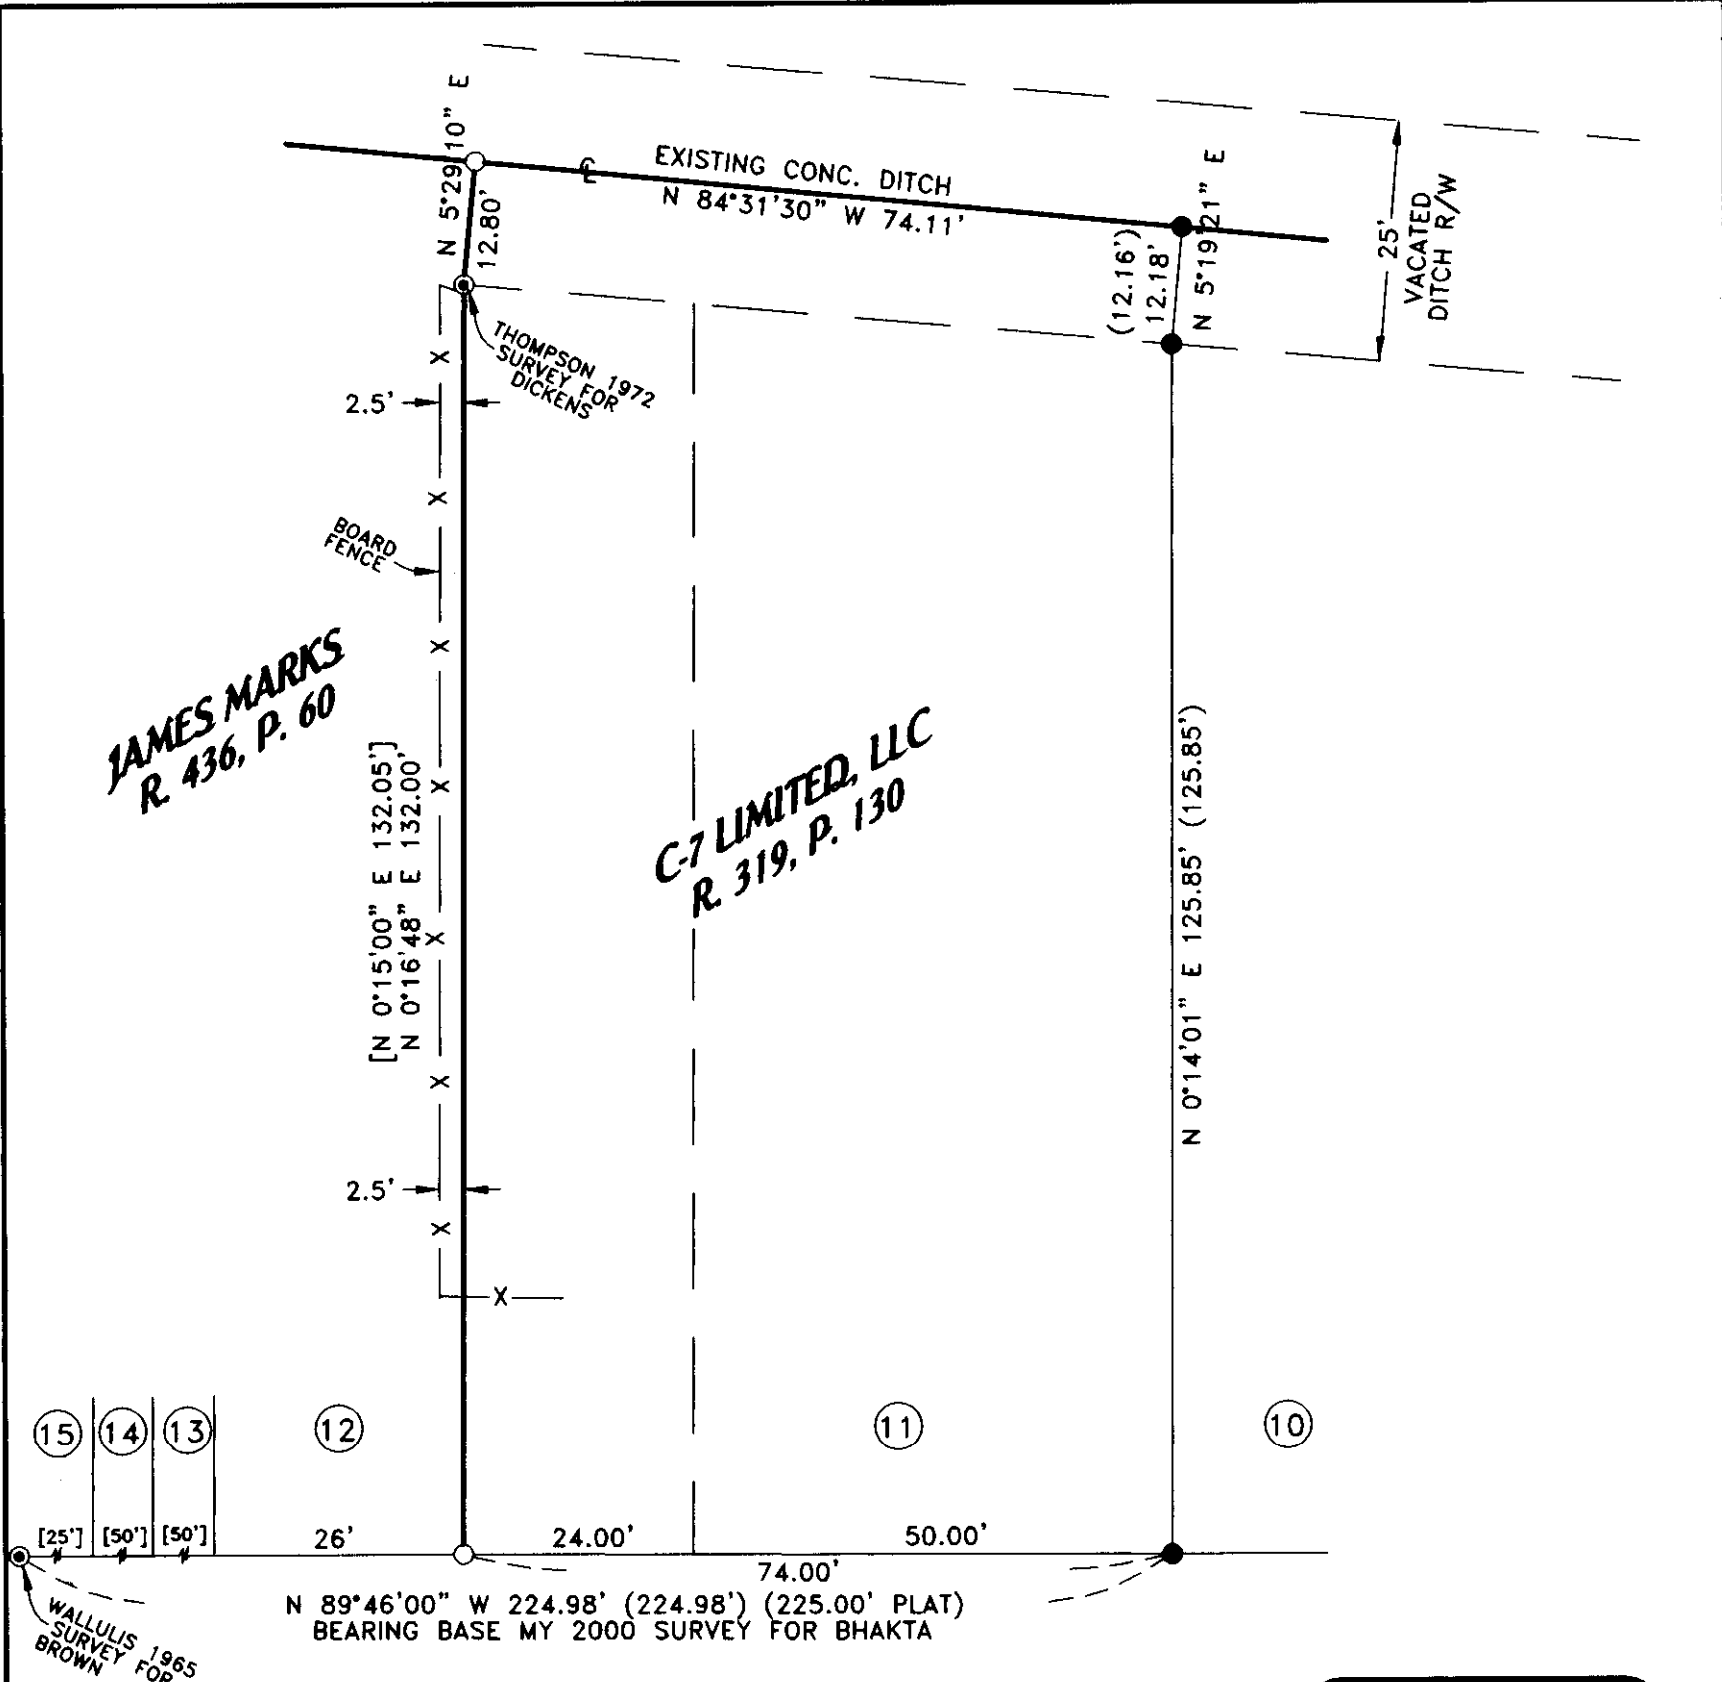 N 5°29'10" E
12.80'
℄
EXISTING CONC. DITCH
N 84°31'30" W 74.11'
(12.16')
12.18'
N 5°19'21" E
25'
VACATED
DITCH R/W
THOMPSON 1972
SURVEY FOR
DICKENS
2.5'
X
X
BOARD
FENCE
X
JAMES MARKS
R. 436, P. 60
C-7 LIMITED, LLC
R. 319, P. 130
[N 0°15'00" E 132.05']
N 0°16'48" E 132.00'
X
X
X
N 0°14'01" E 125.85' (125.85')
2.5'
X
X
15
14
13
12
11
10
[25']
[50']
[50']
26'
24.00'
50.00'
74.00'
N 89°46'00" W 224.98' (224.98') (225.00' PLAT)
BEARING BASE MY 2000 SURVEY FOR BHAKTA
WALLULIS 1965
SURVEY FOR
BROWN